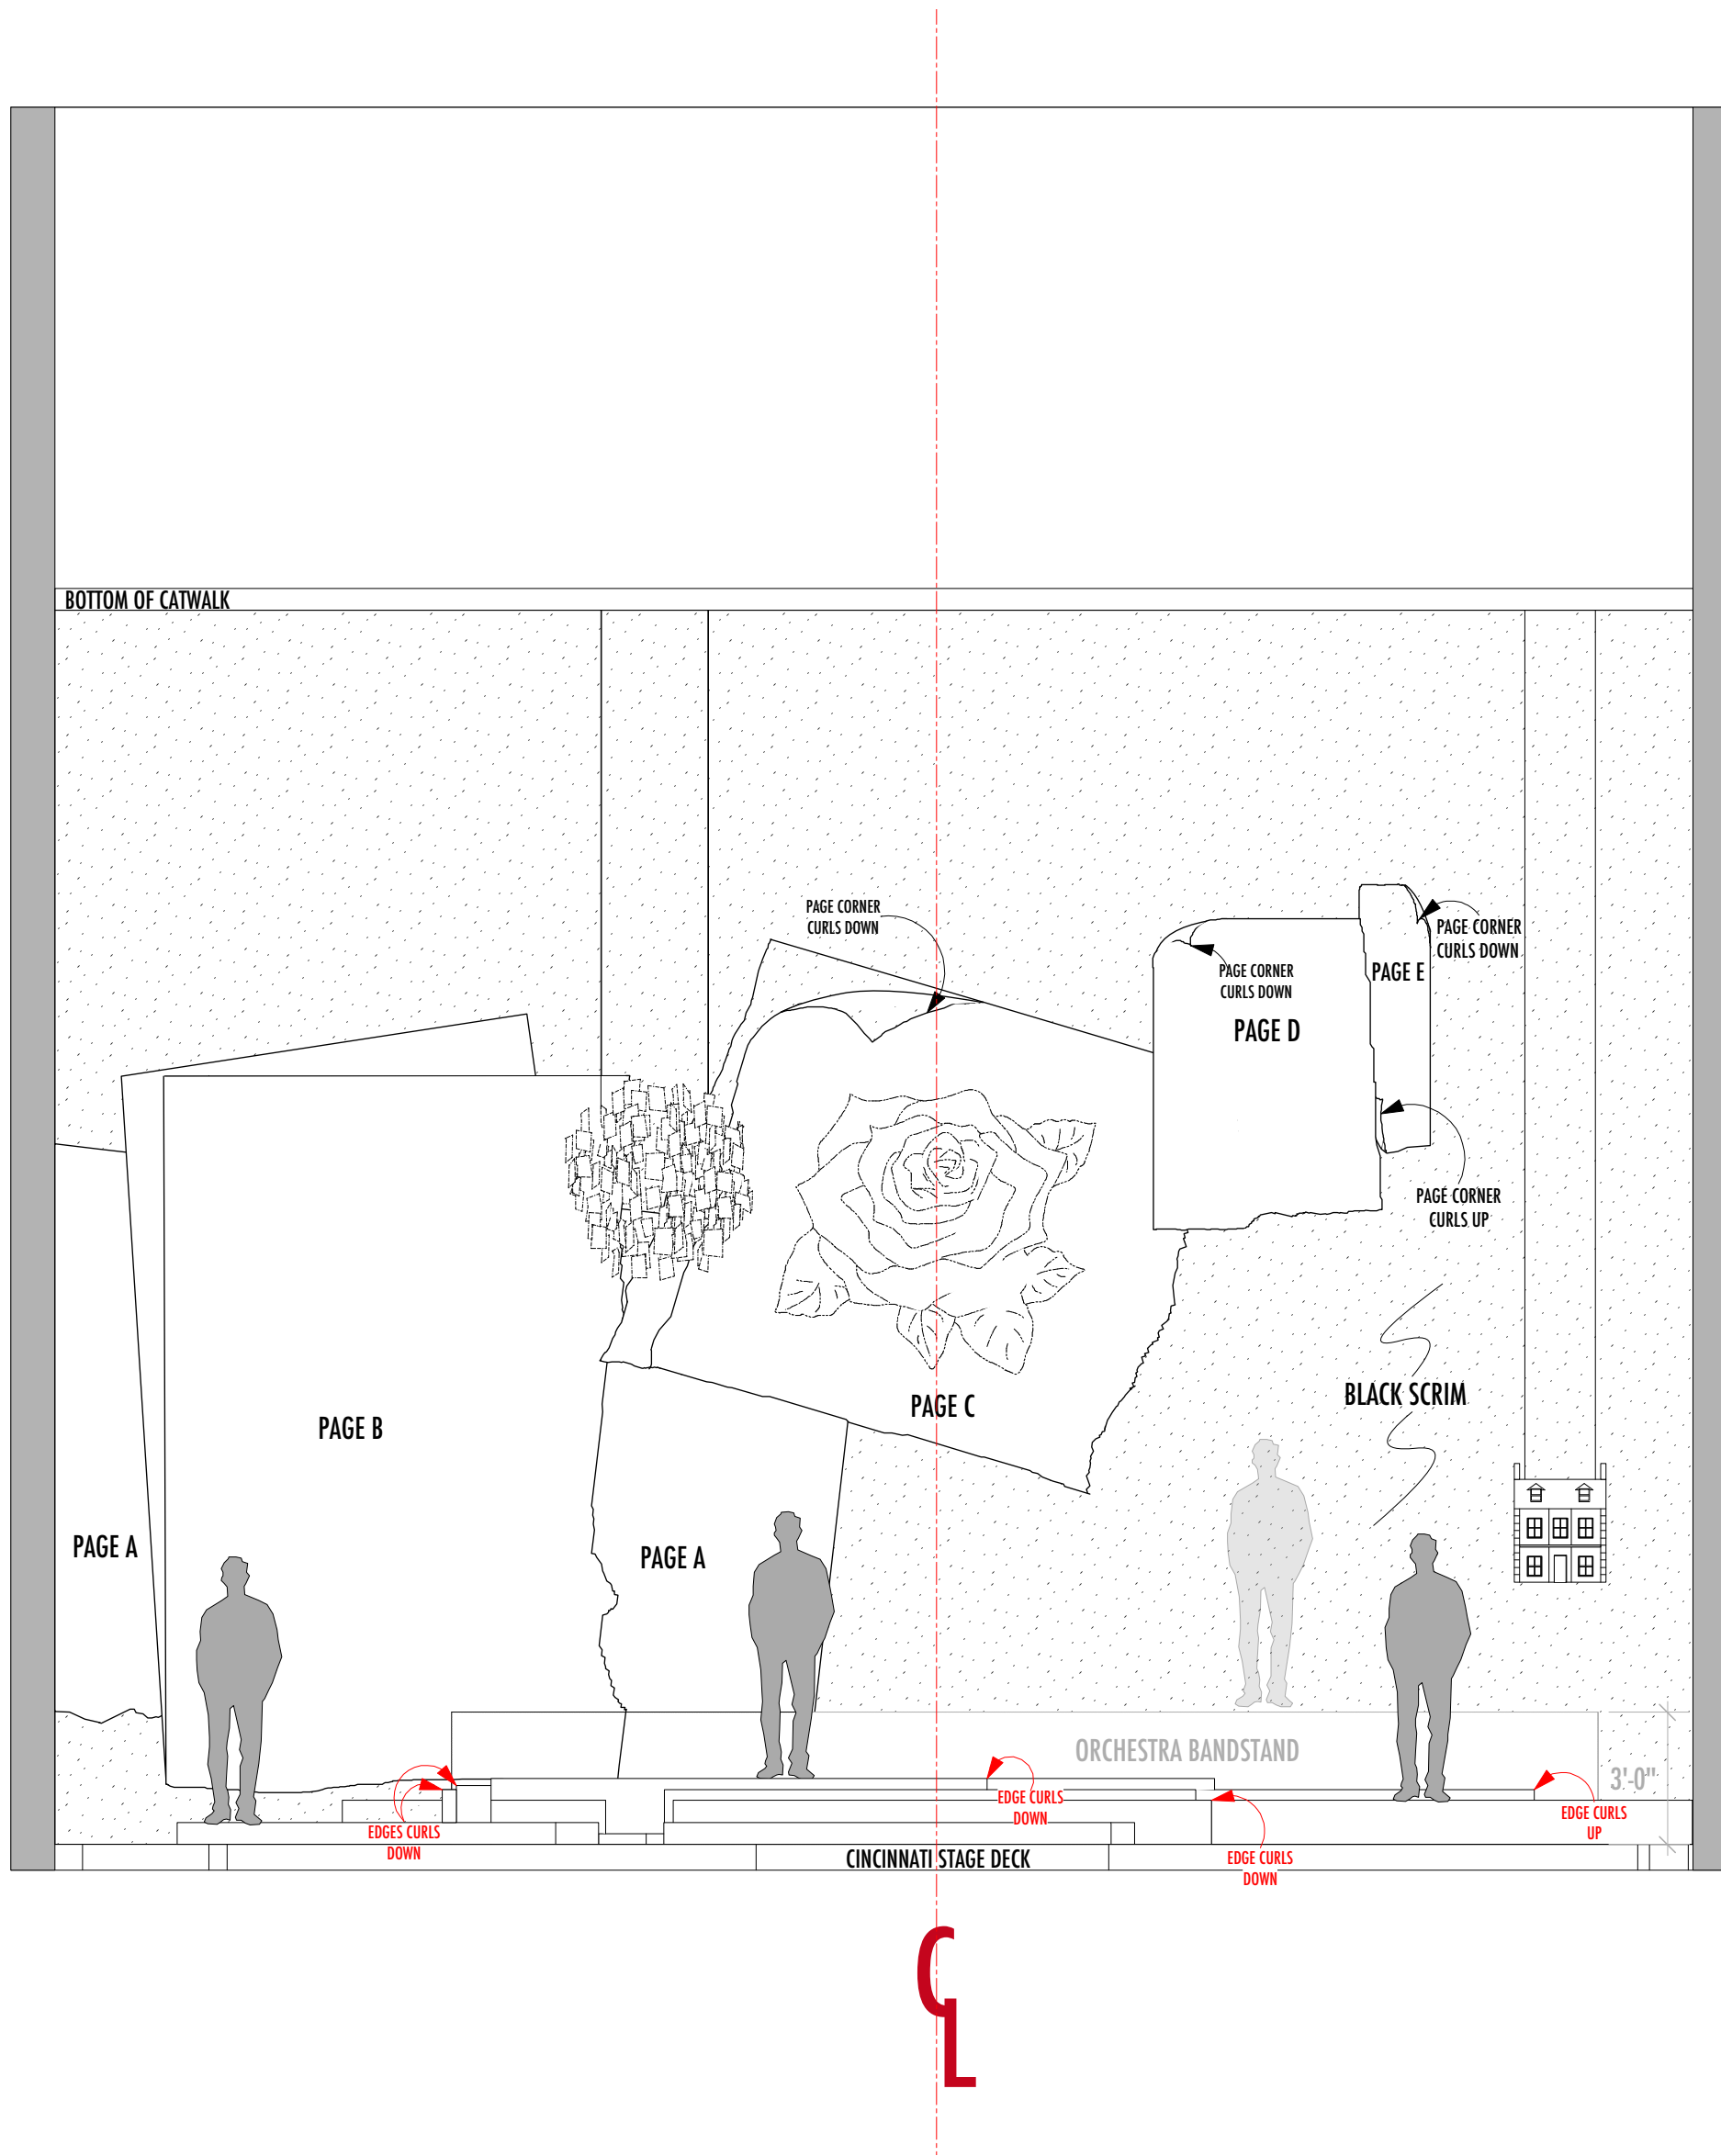 BOTTOM OF CATWALK
PAGE CORNER
CURLS DOWN
PAGE CORNER
CURLS DOWN
PAGE CORNER
CURLS DOWN
PAGE E
PAGE D
PAGE CORNER
CURLS UP
BLACK SCRIM
PAGE C
PAGE B
PAGE A
PAGE A
ORCHESTRA BANDSTAND
3'-0"
EDGES CURLS
DOWN
EDGE CURLS
DOWN
EDGE CURLS
UP
EDGE CURLS
DOWN
CINCINNATI STAGE DECK
CL